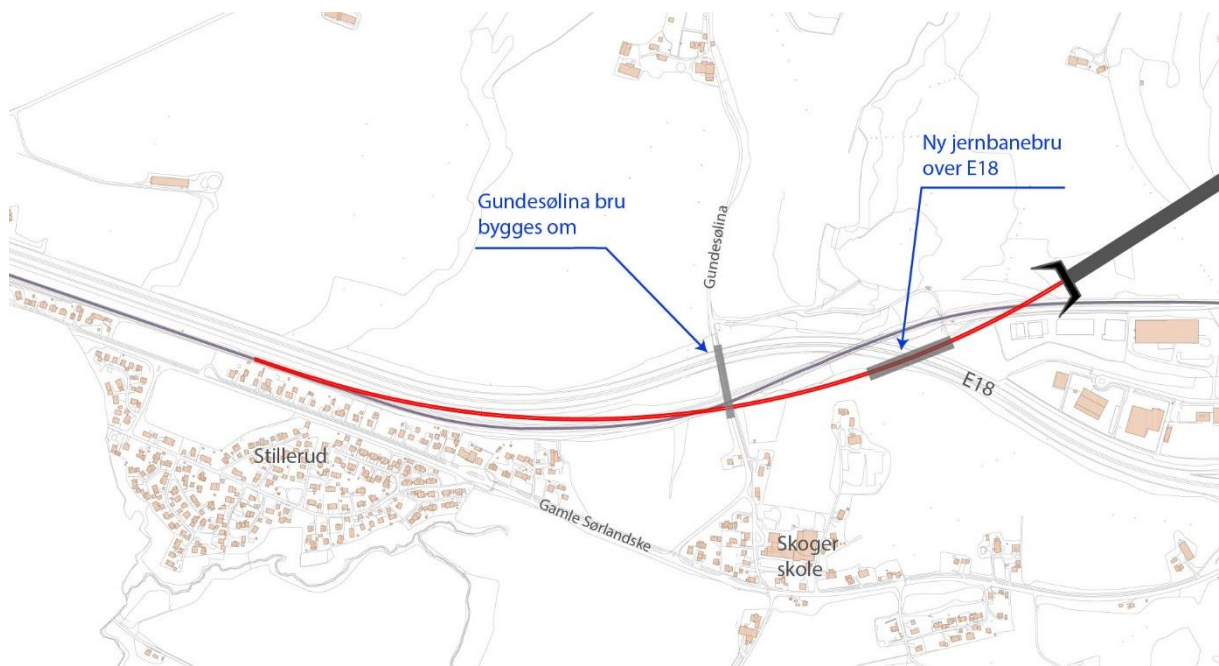 Ny jernbanebru
over E18
Gundesølina bru
bygges om
Gundesølina
E18
Stillerud
Gamle Sørlandske
Skoger
skole